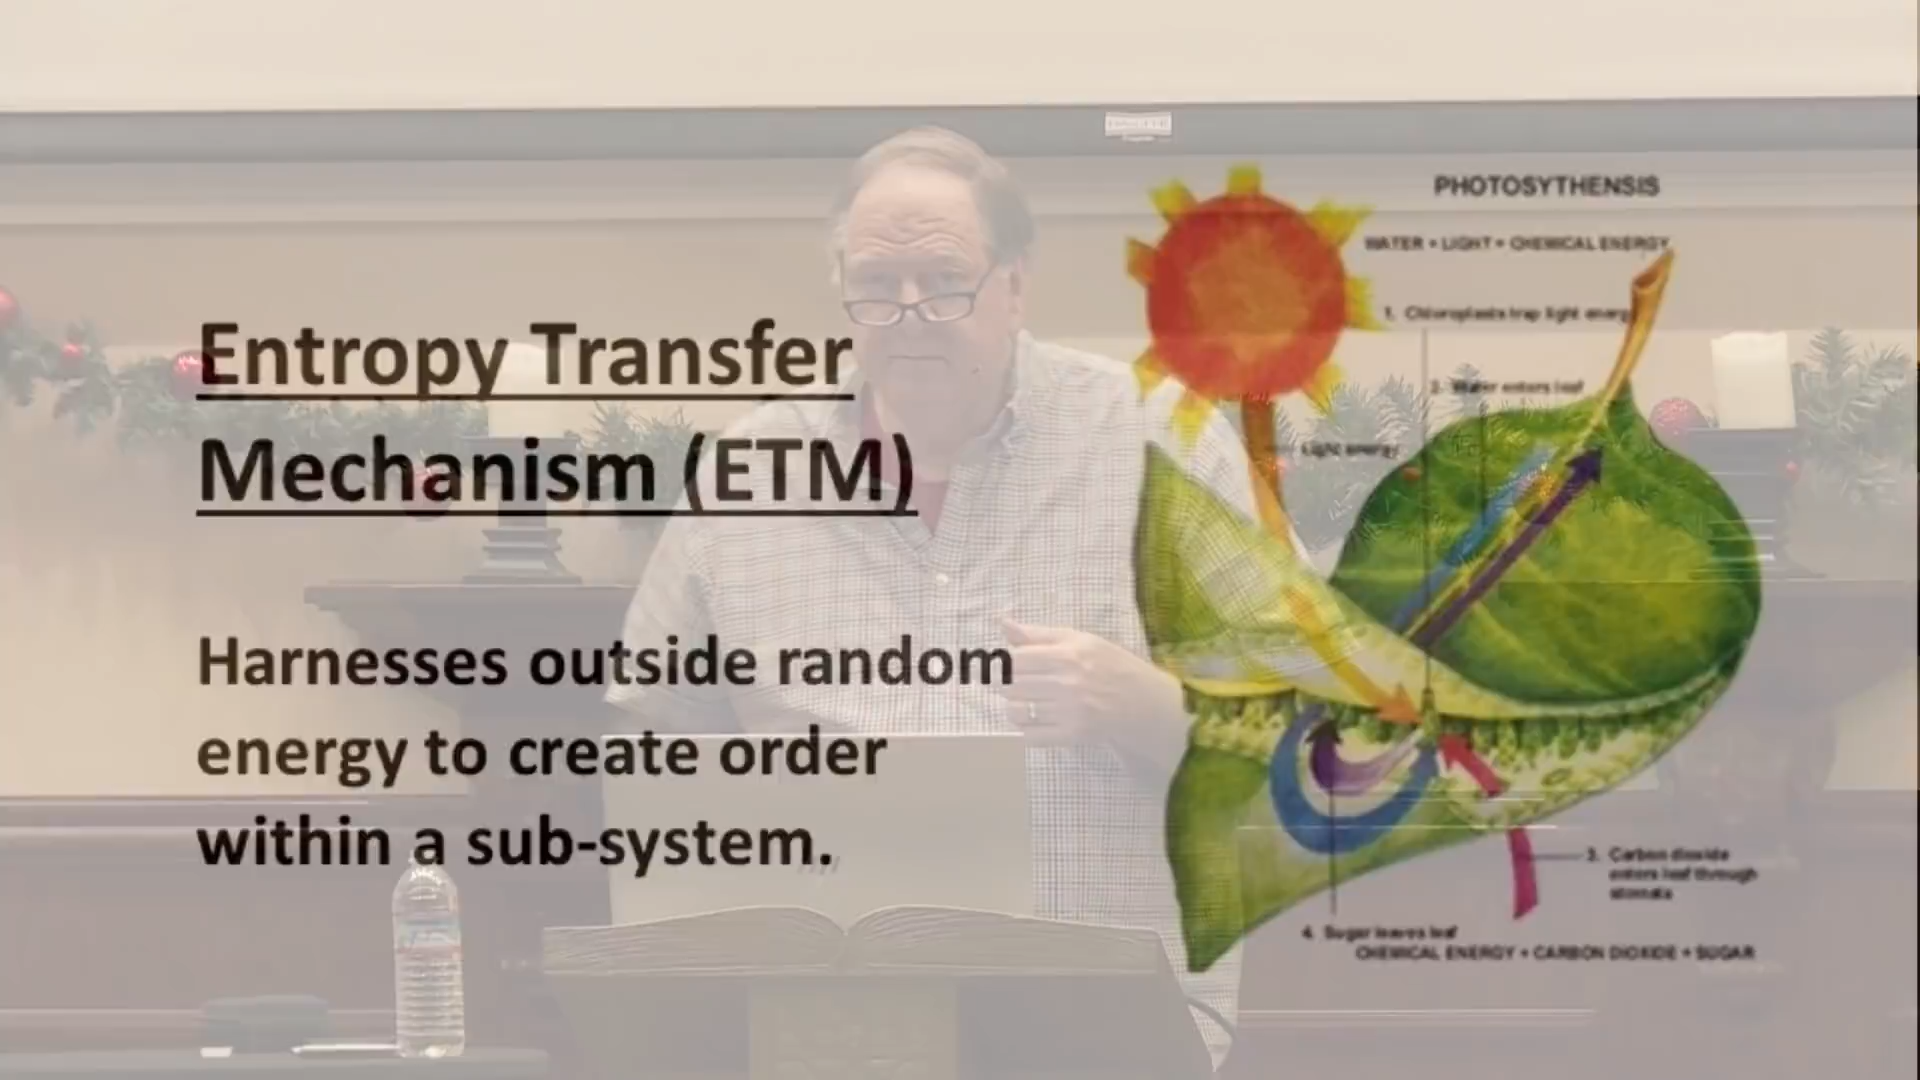 Entropy Transfer
Mechanism (ETM)
Harnesses outside random
energy to create order
within a sub-system.
PHOTOSYTHENSIS
WATER + LIGHT = CHEMICAL ENERGY
1. Chloroplasts trap light energy
2. Water enters leaf
Light energy
3. Carbon dioxide
enters leaf through
stomata
4. Sugar leaves leaf
CHEMICAL ENERGY + CARBON DIOXIDE = SUGAR